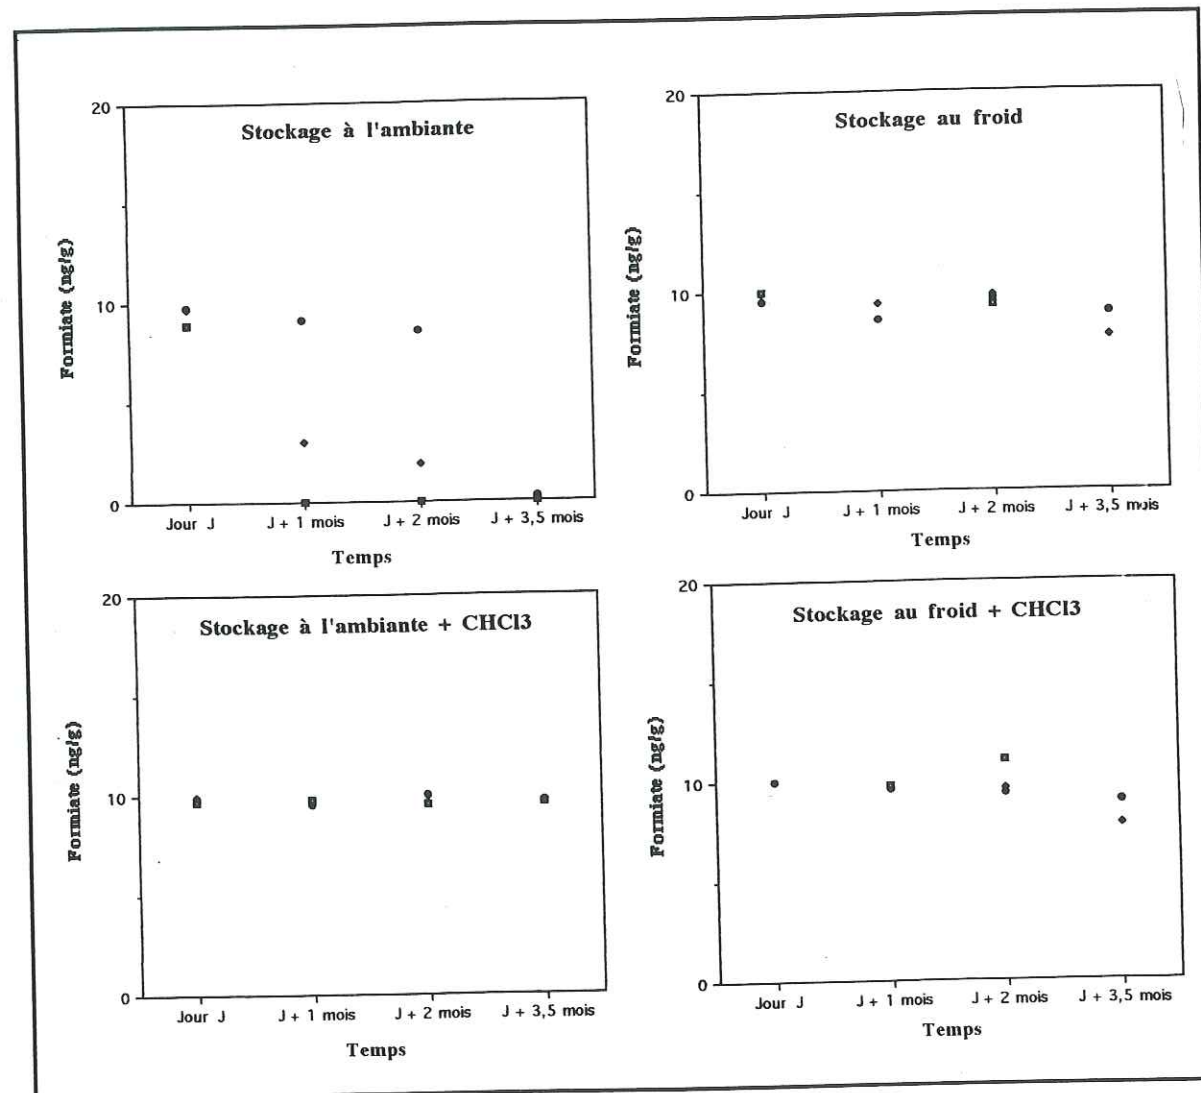 20
Stockage à l'ambiante
Formiate (ng/g)
10
0
Jour J
J + 1 mois
J + 2 mois
J + 3,5 mois
Temps
20
Stockage au froid
Formiate (ng/g)
10
0
Jour J
J + 1 mois
J + 2 mois
J + 3,5 mois
Temps
20
Stockage à l'ambiante + CHCl3
Formiate (ng/g)
10
0
Jour J
J + 1 mois
J + 2 mois
J + 3,5 mois
Temps
20
Stockage au froid + CHCl3
Formiate (ng/g)
10
0
Jour J
J + 1 mois
J + 2 mois
J + 3,5 mois
Temps